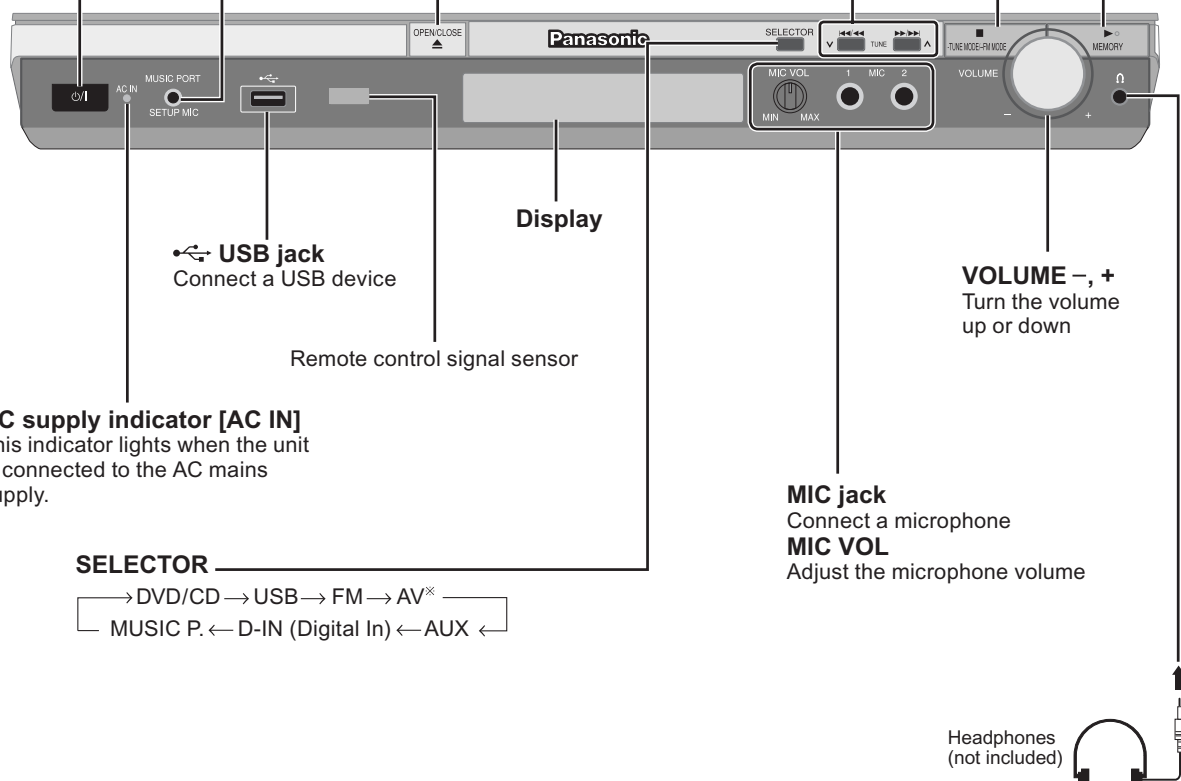 OPEN/CLOSE
Panasonic
SELECTOR
TUNE
-TUNE MODE/–FM MODE
MEMORY
AC IN
MUSIC PORT
SETUP MIC
MIC VOL
MIN MAX
1 MIC 2
VOLUME
– +
Display
USB jack
Connect a USB device
VOLUME –, +
Turn the volume
up or down
Remote control signal sensor
C supply indicator [AC IN]
his indicator lights when the unit
connected to the AC mains
upply.
MIC jack
Connect a microphone
MIC VOL
Adjust the microphone volume
SELECTOR
→ DVD/CD → USB → FM → AV※
MUSIC P. ← D-IN (Digital In) ← AUX ←
Headphones
(not included)